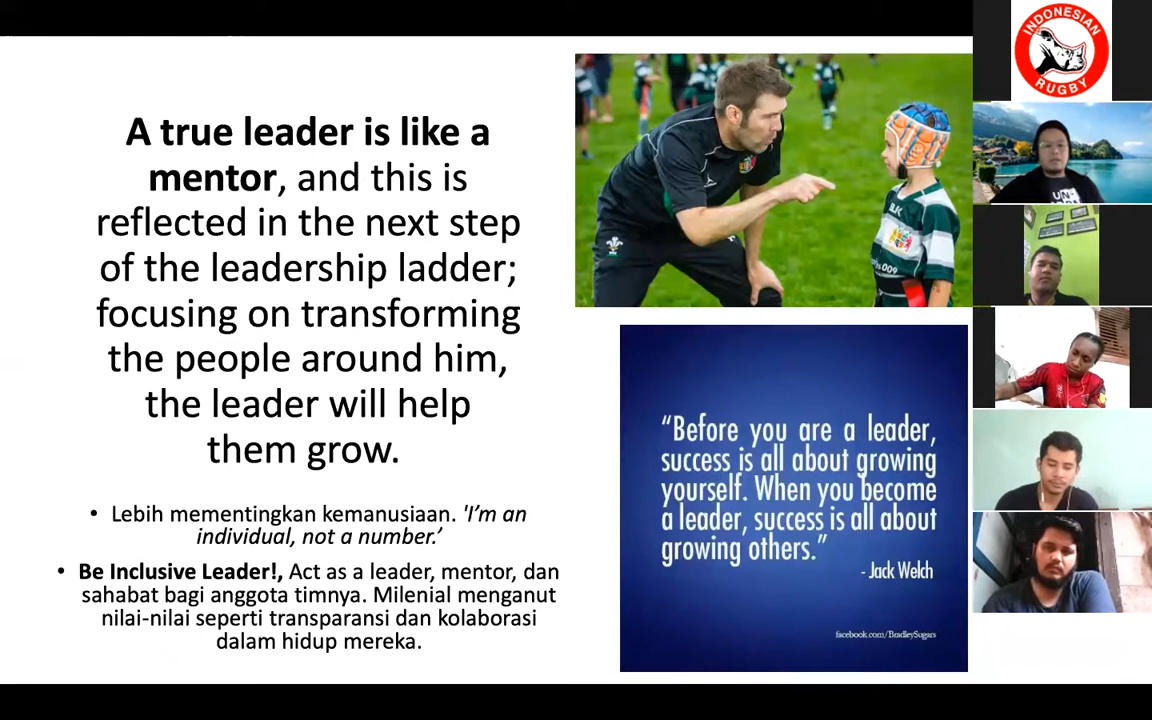 A true leader is like a
mentor, and this is
reflected in the next step
of the leadership ladder;
focusing on transforming
the people around him,
the leader will help
them grow.
• Lebih mementingkan kemanusiaan. 'I'm an
individual, not a number.'
• Be Inclusive Leader!, Act as a leader, mentor, dan
sahabat bagi anggota timnya. Milenial menganut
nilai-nilai seperti transparansi dan kolaborasi
dalam hidup mereka.
BLK
009
“Before you are a leader,
success is all about growing
yourself. When you become
a leader, success is all about
growing others.”
- Jack Welch
facebook.com/BradleySugars
INDONESIAN
RUGBY